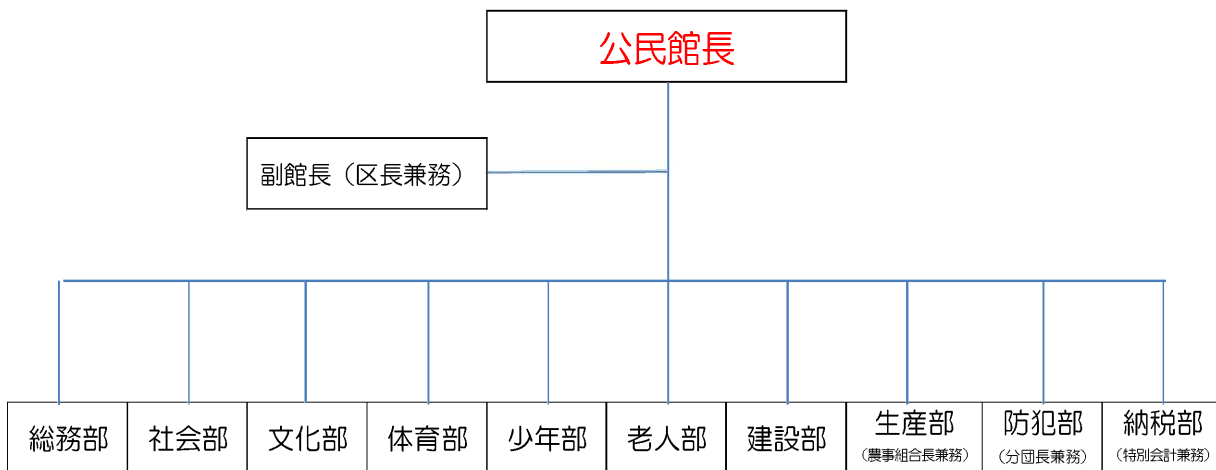 公民館長
副館長（区長兼務）
総務部
社会部
文化部
体育部
少年部
老人部
建設部
生産部
（農事組合長兼務）
防犯部
（分団長兼務）
納税部
（特別会計兼務）